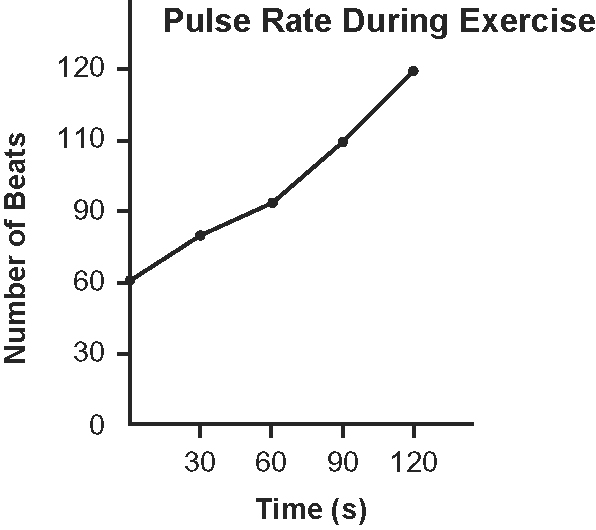 Pulse Rate During Exercise
Number of Beats
120
110
90
60
30
0
30 60 90 120
Time (s)